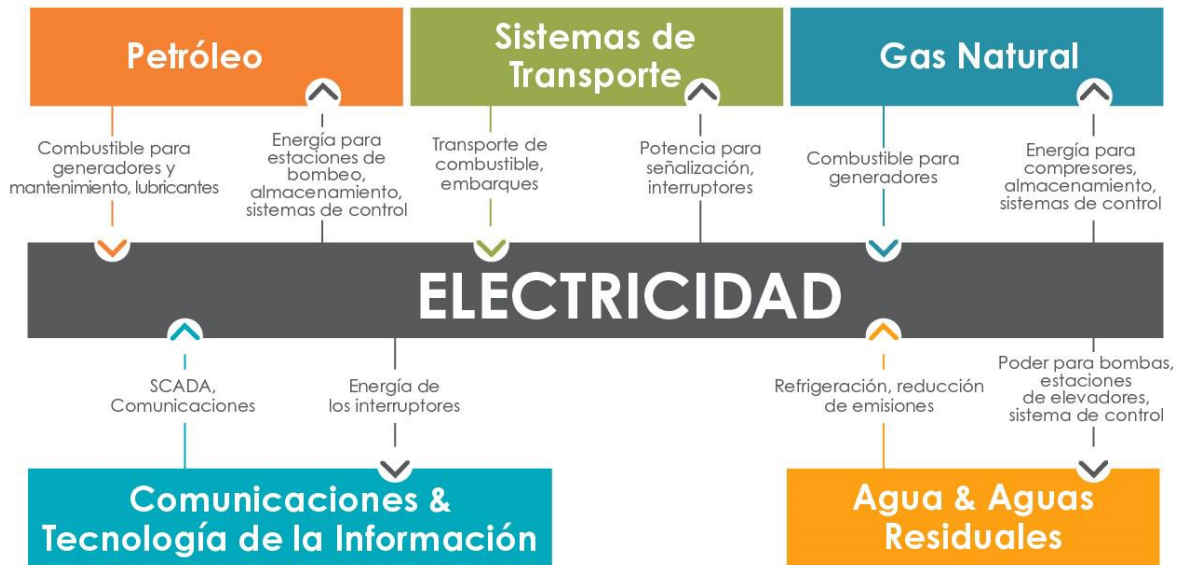 Petróleo
Sistemas de
Transporte
Gas Natural
Combustible para
generadores y
mantenimiento, lubricantes
Energía para
estaciones de
bombeo,
almacenamiento,
sistemas de control
Transporte de
combustible,
embarques
Potencia para
señalización,
interruptores
Combustible para
generadores
Energía para
compresores,
almacenamiento,
sistemas de control
ELECTRICIDAD
SCADA,
Comunicaciones
Energía de
los interruptores
Refrigeración, reducción
de emisiones
Poder para bombas,
estaciones
de elevadores,
sistema de control
Comunicaciones &
Tecnología de la Información
Agua & Aguas
Residuales